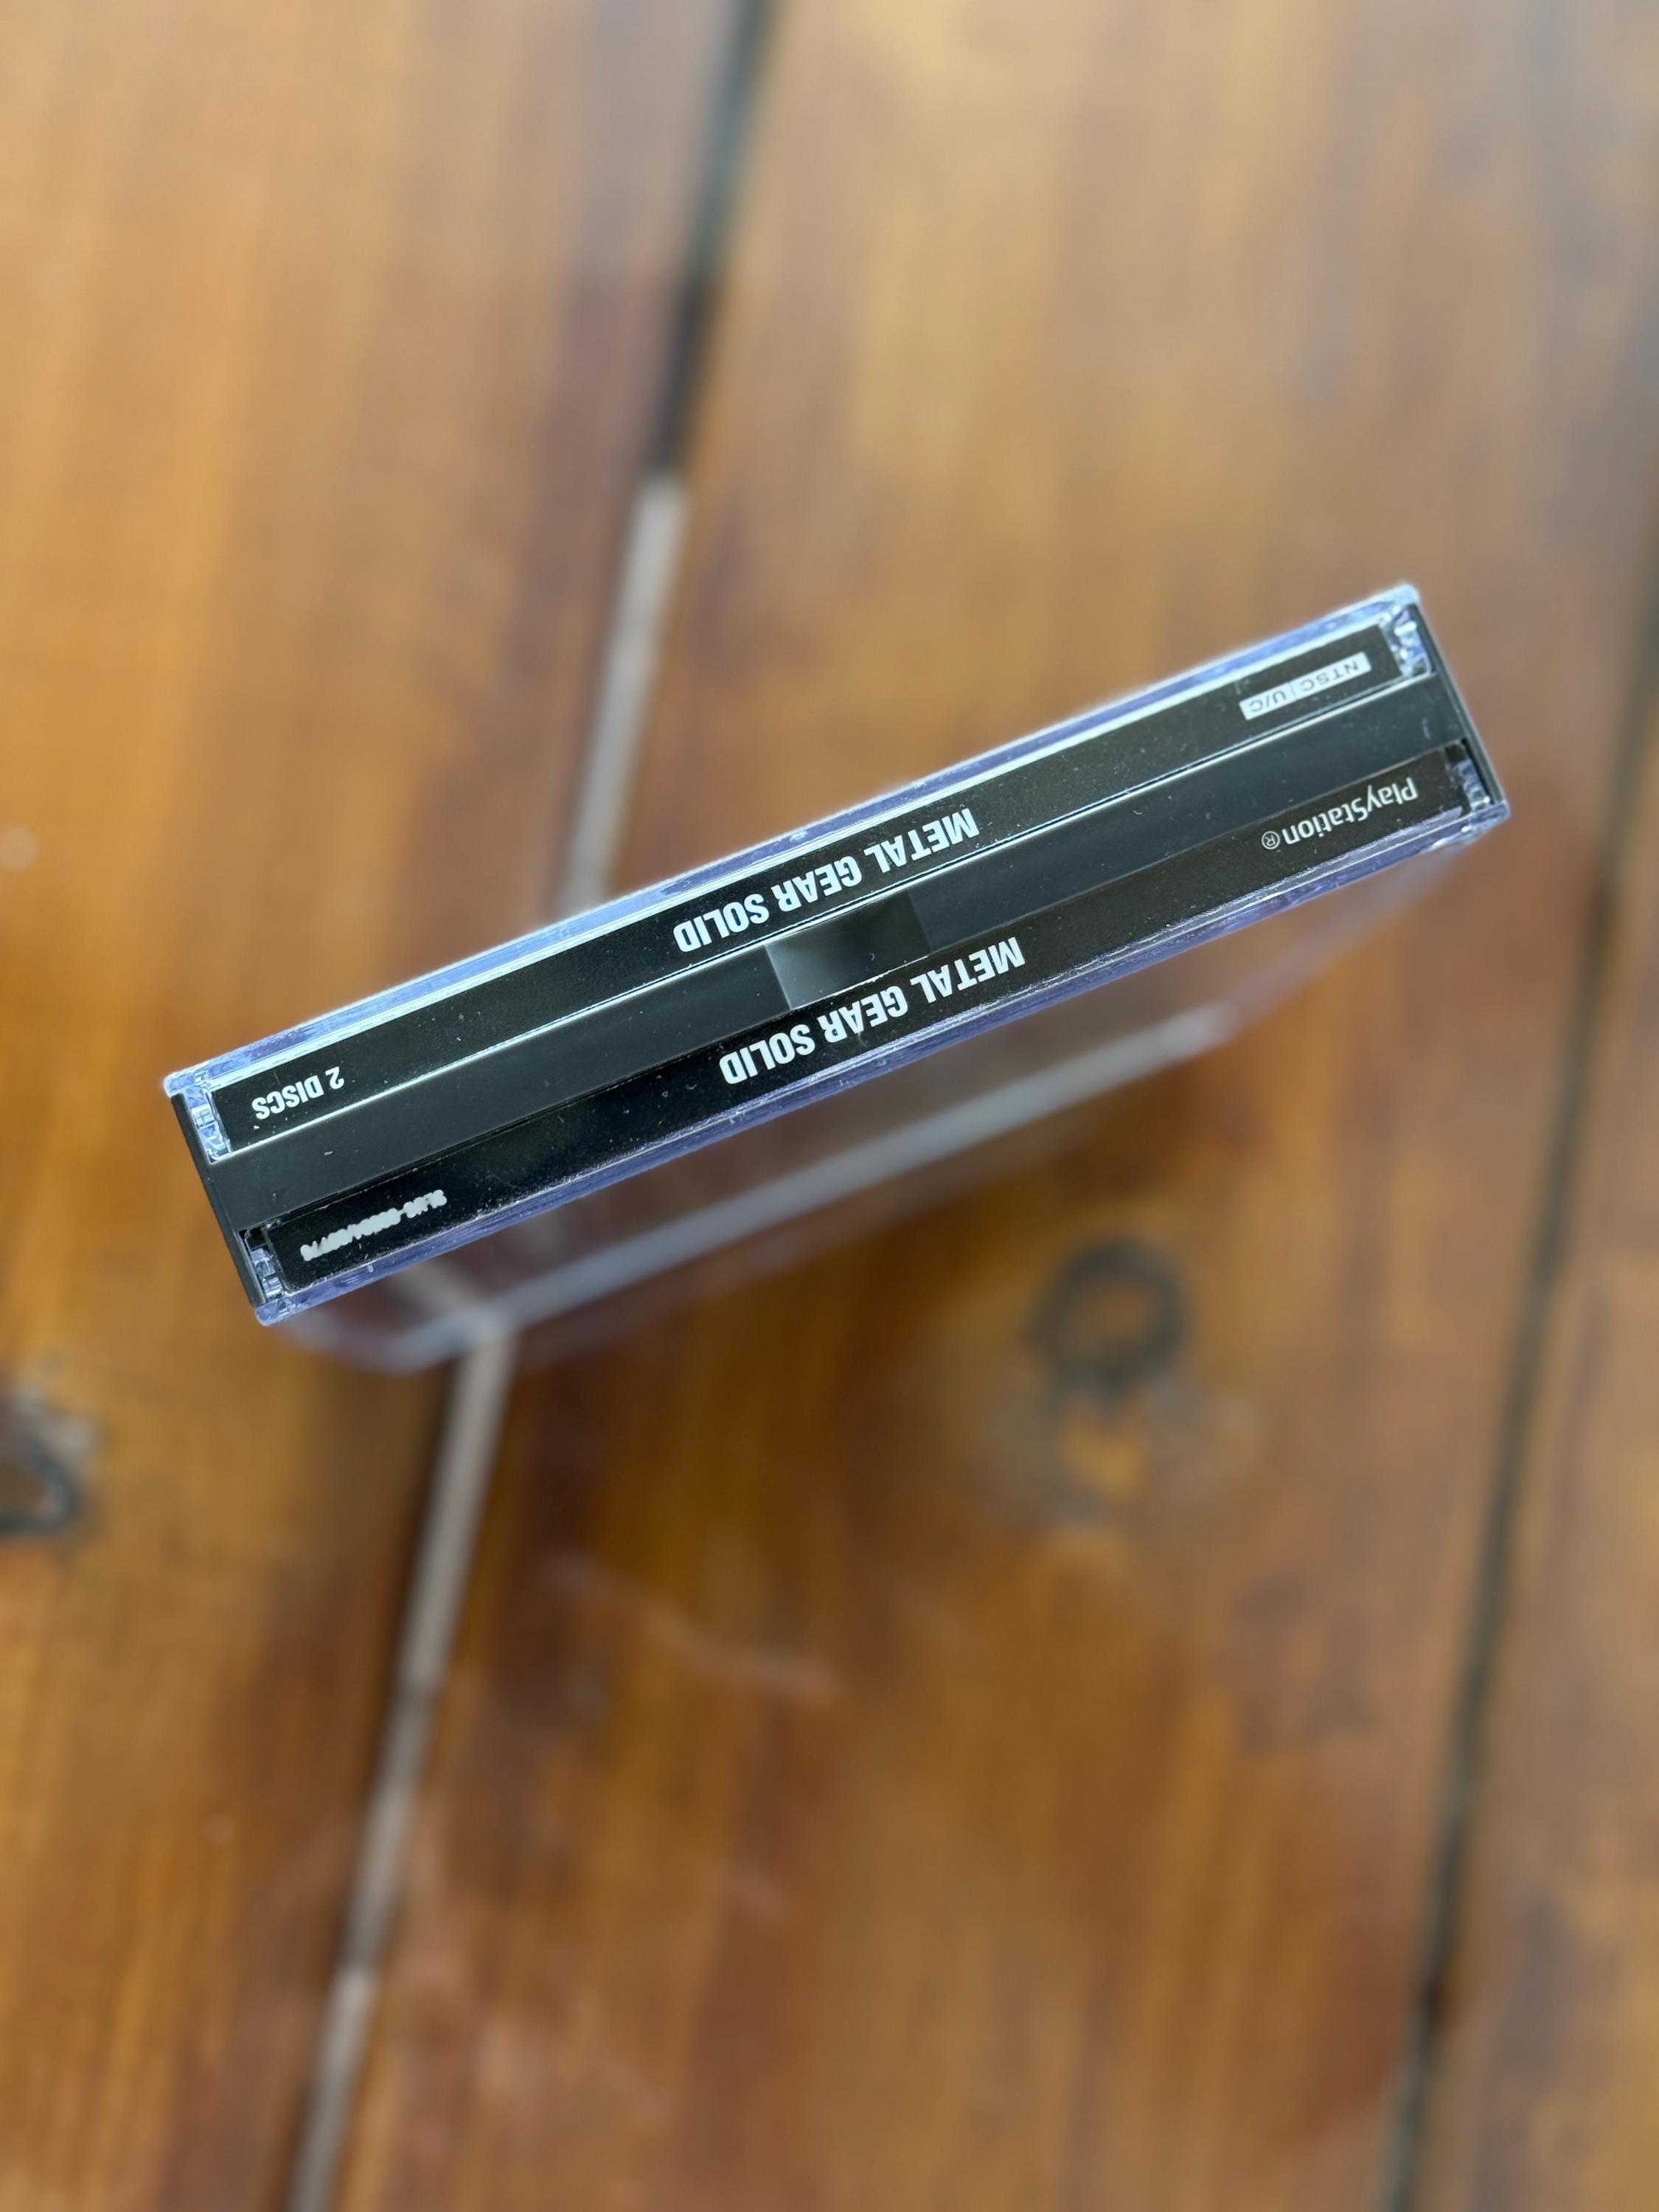 PlayStation®
METAL GEAR SOLID
NTSC U/C
METAL GEAR SOLID
2 DISCS